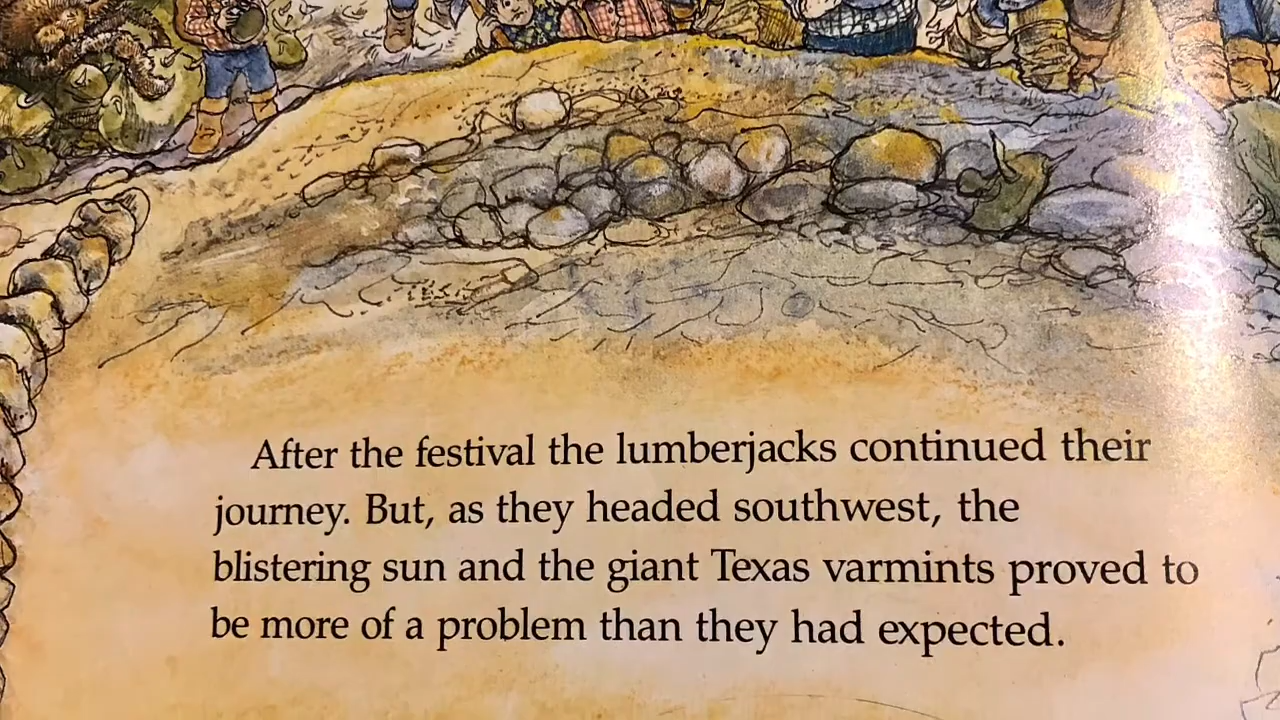 After the festival the lumberjacks continued their
journey. But, as they headed southwest, the
blistering sun and the giant Texas varmints proved to
be more of a problem than they had expected.